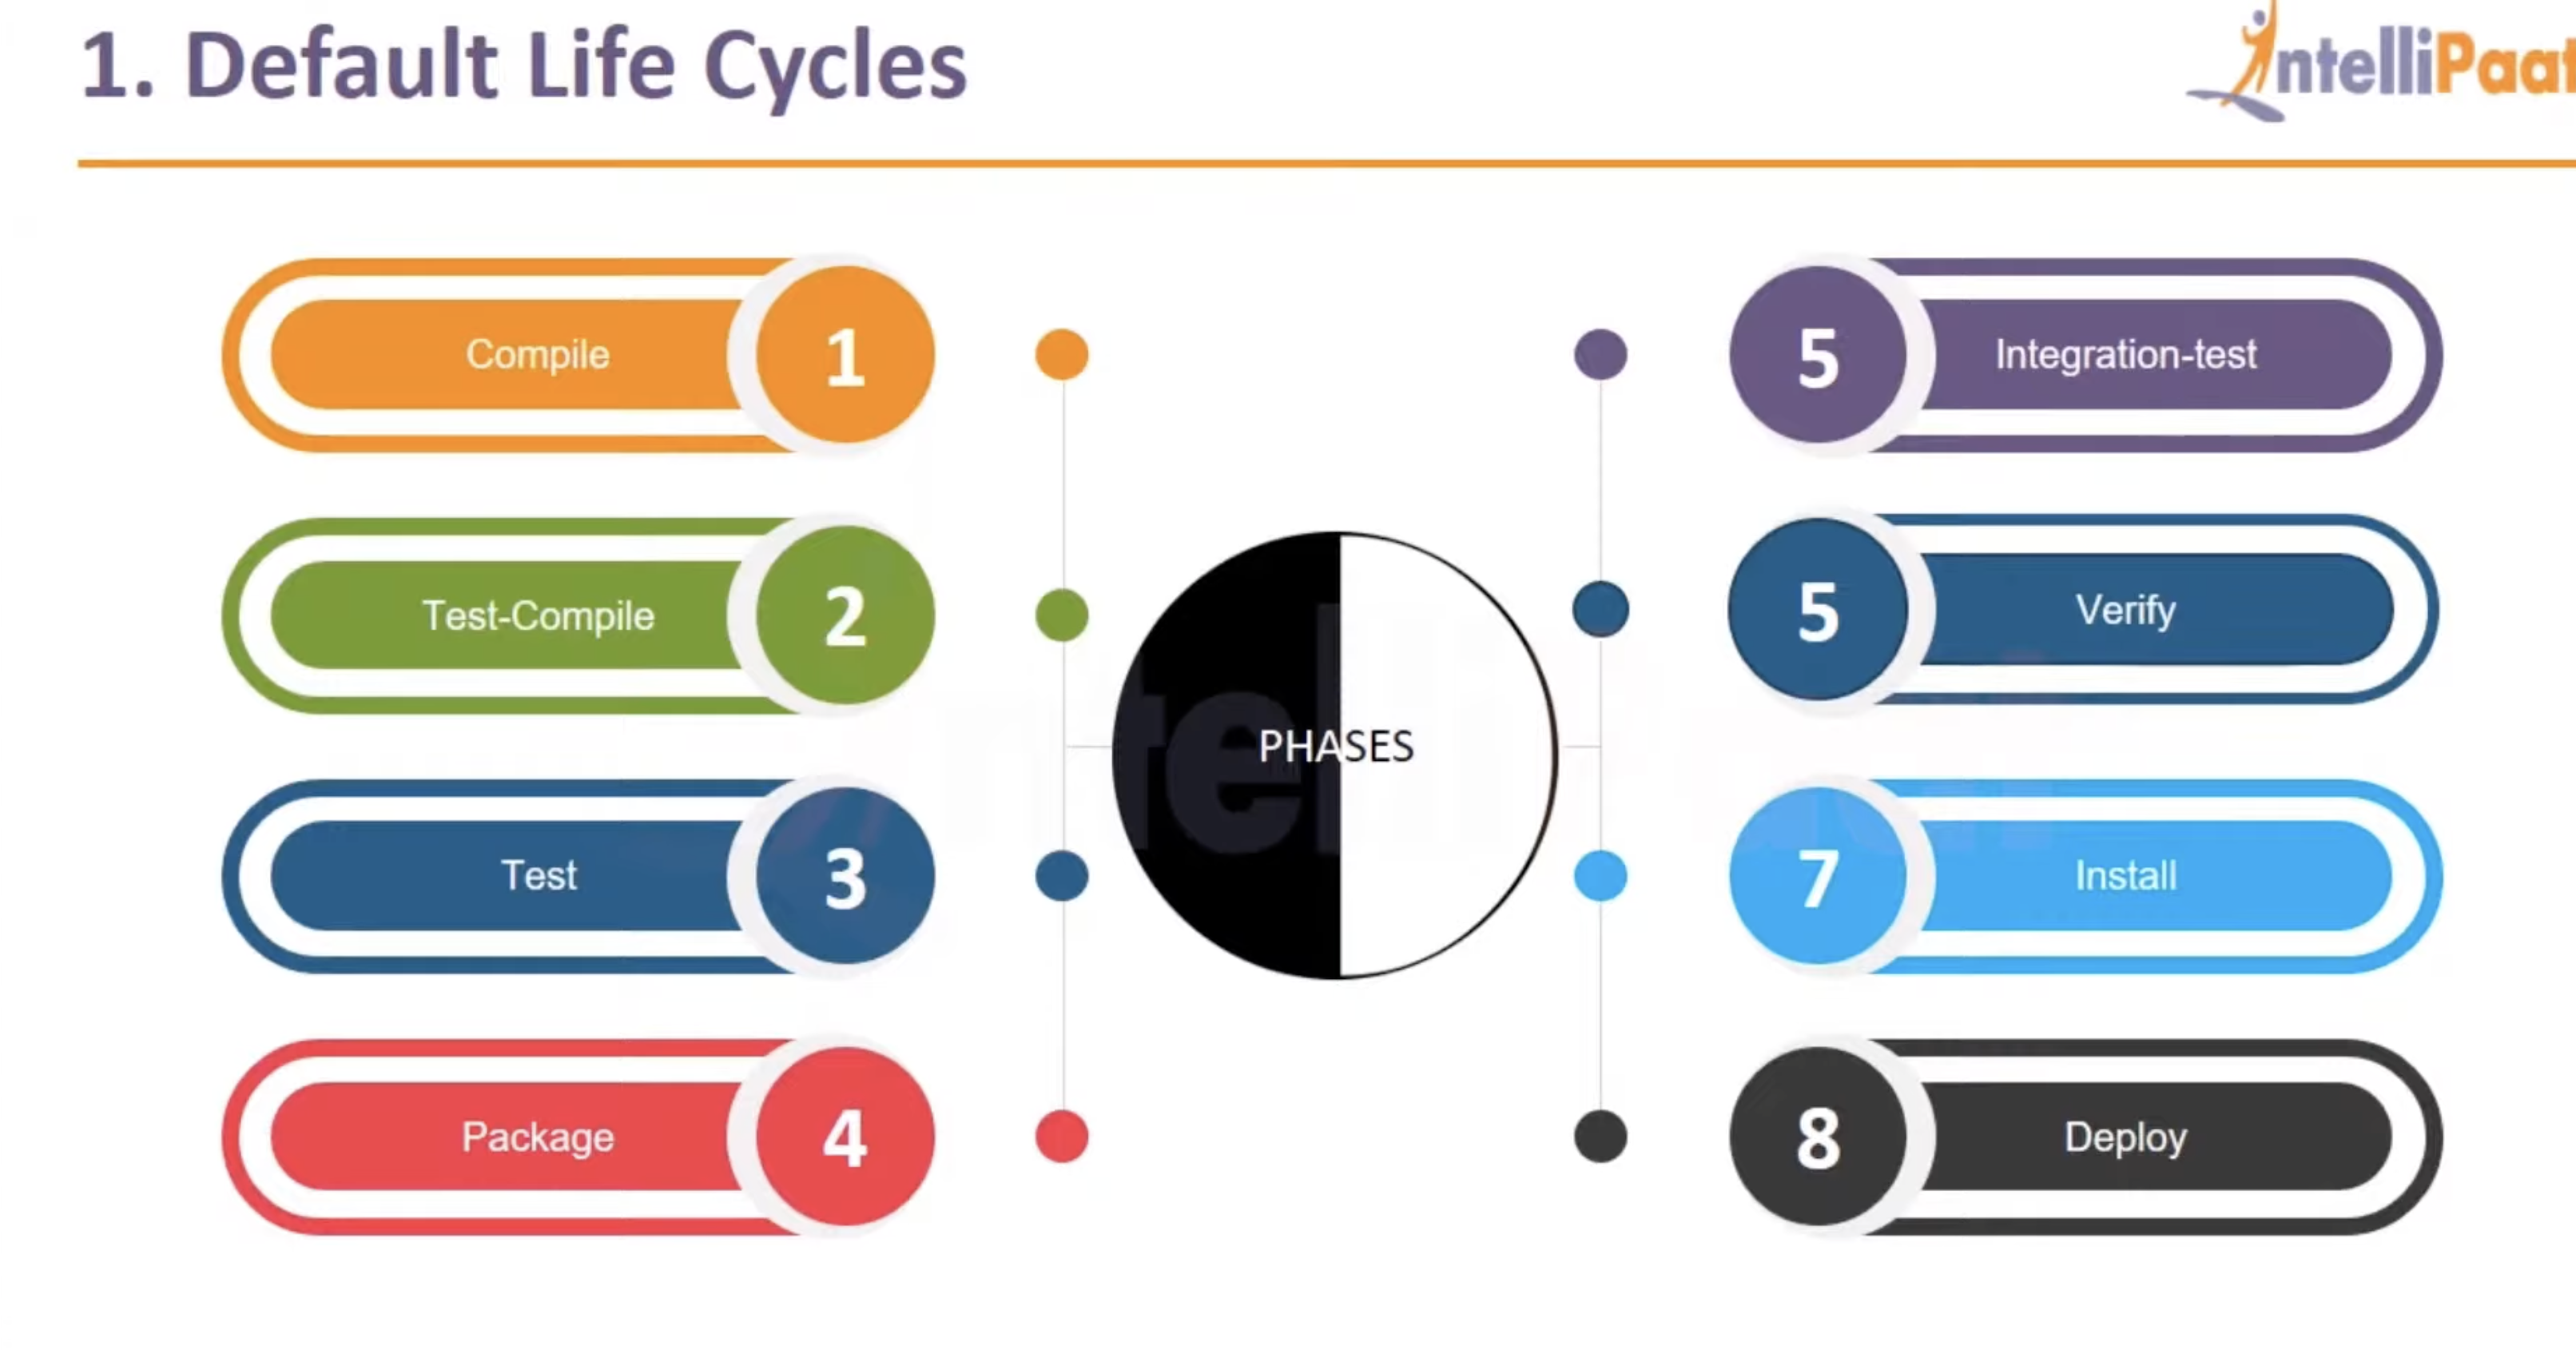 1. Default Life Cycles
ntelliPaat
Compile 1
Test-Compile 2
Test 3
Package 4
PHASES
5 Integration-test
5 Verify
7 Install
8 Deploy